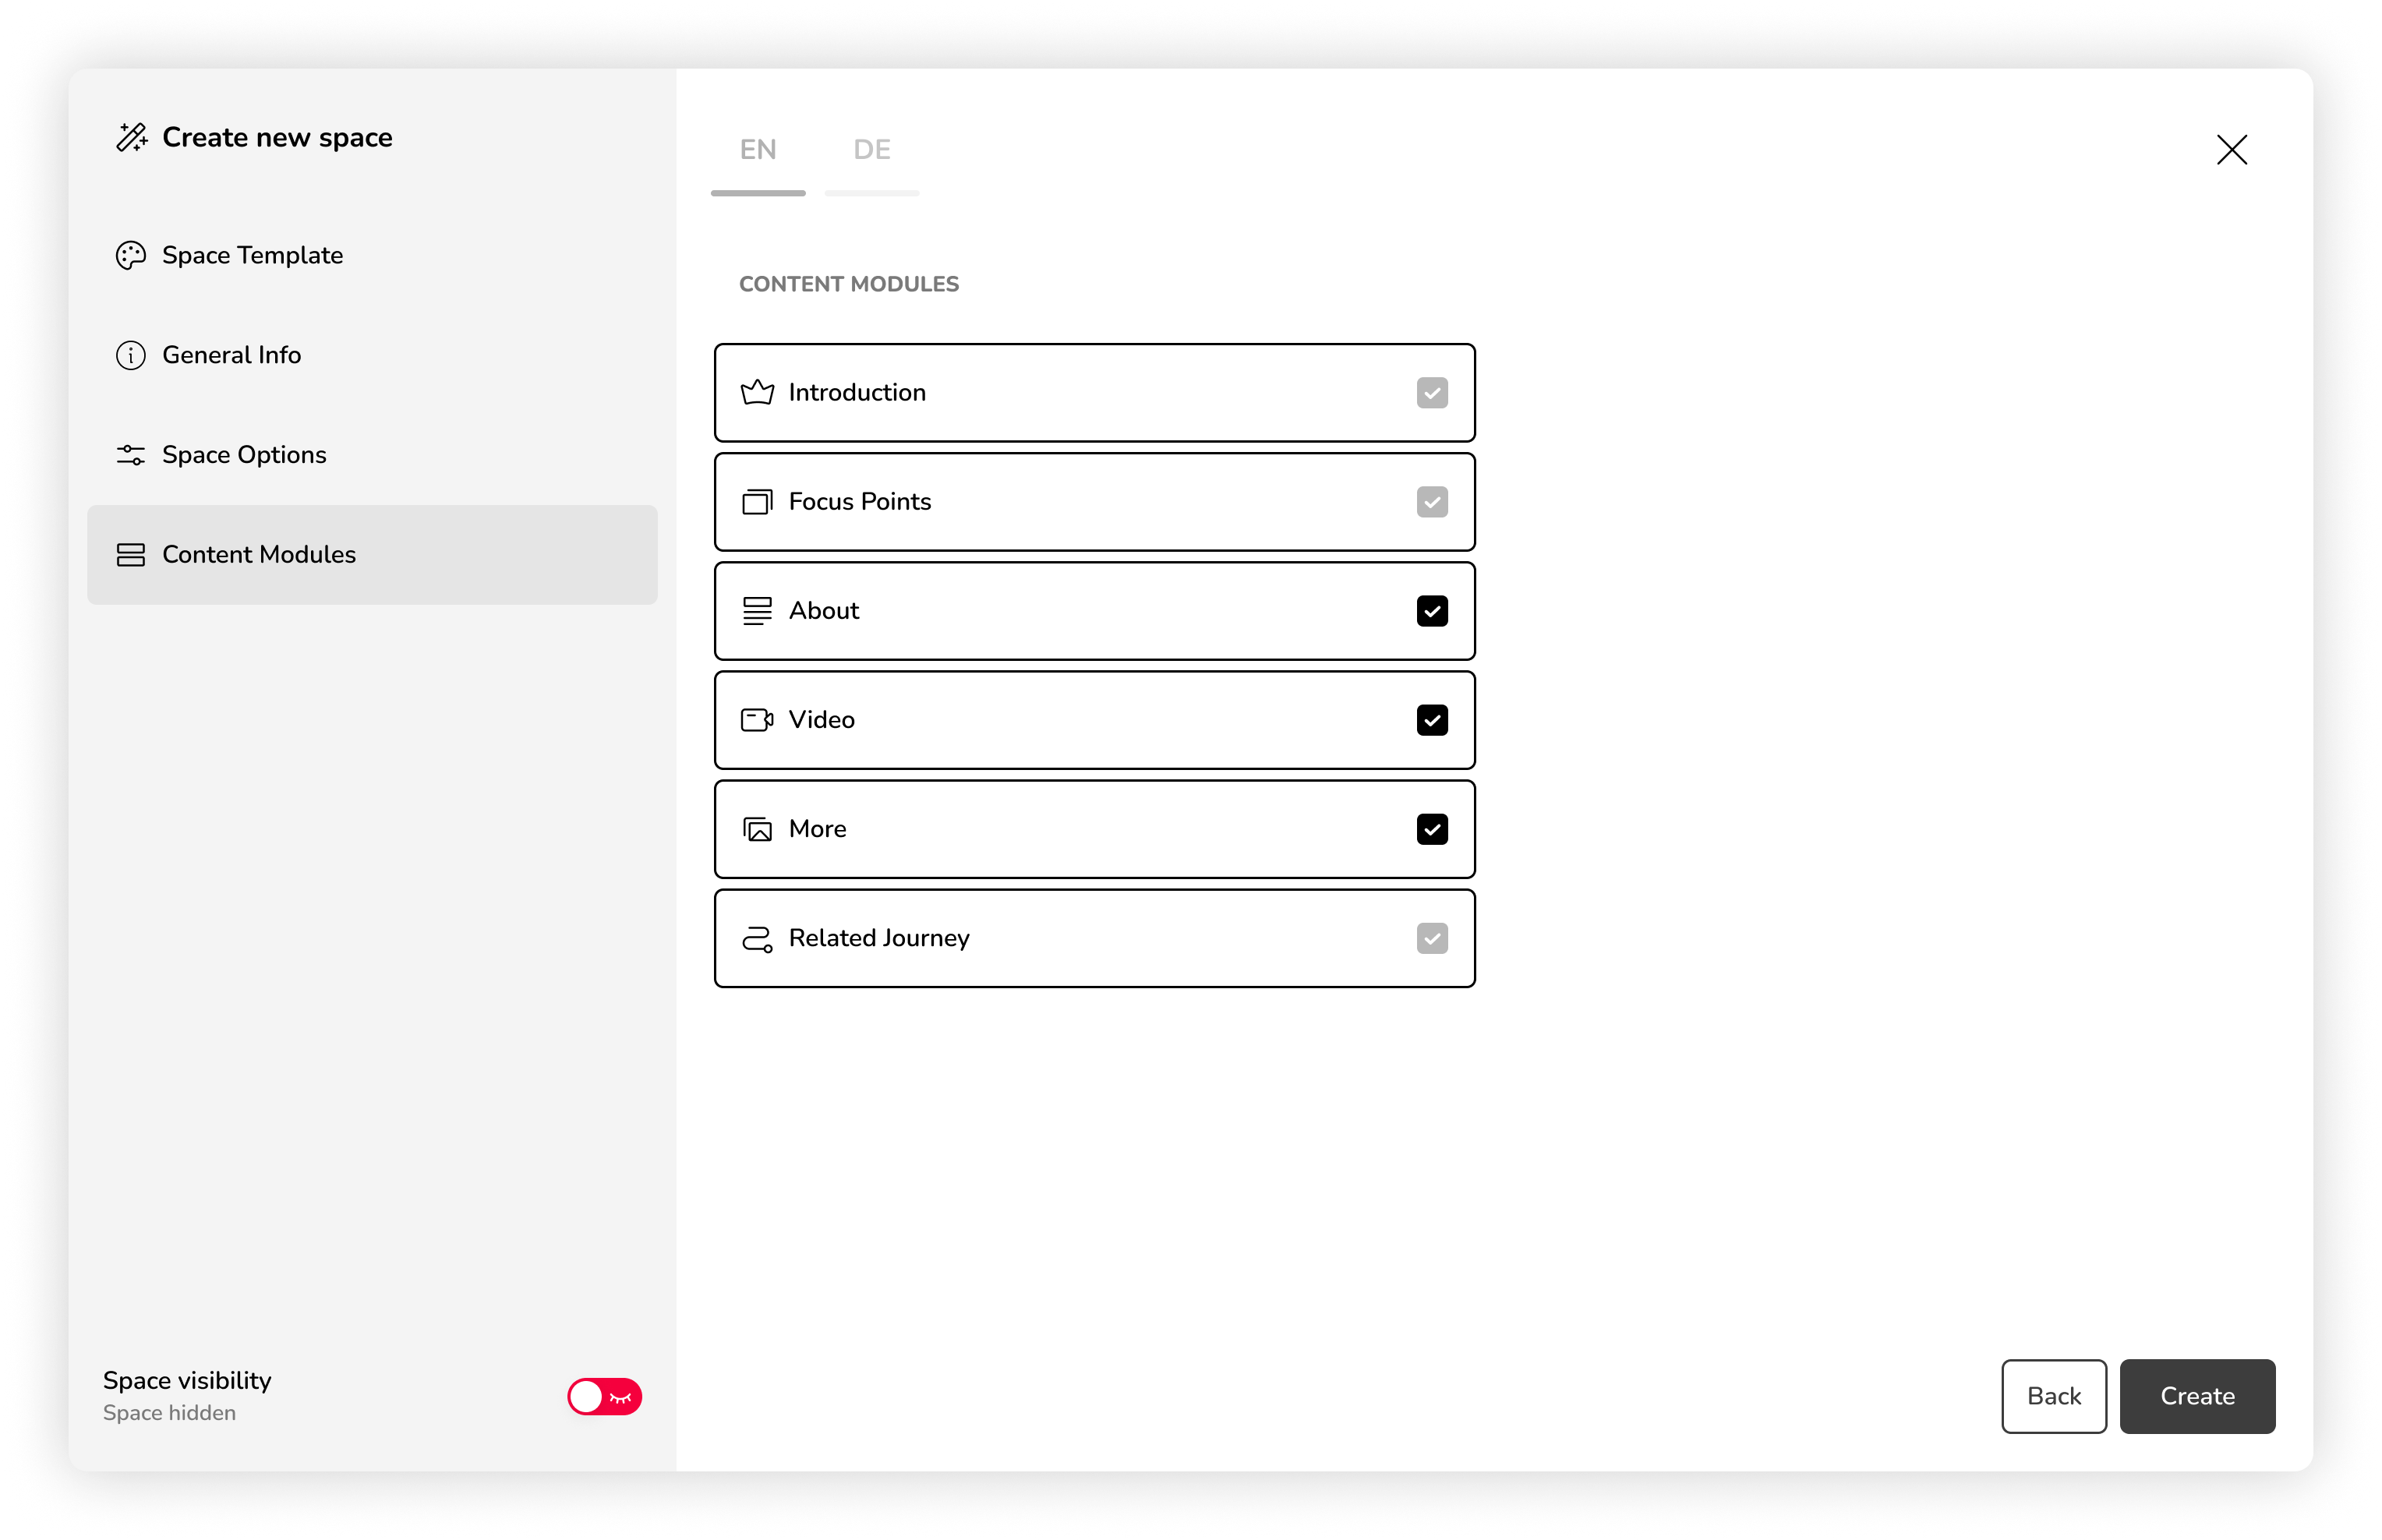 Create new space
Space Template
General Info
Space Options
Content Modules
Space visibility
Space hidden
EN
DE
CONTENT MODULES
Introduction
Focus Points
About
Video
More
Related Journey
Back
Create